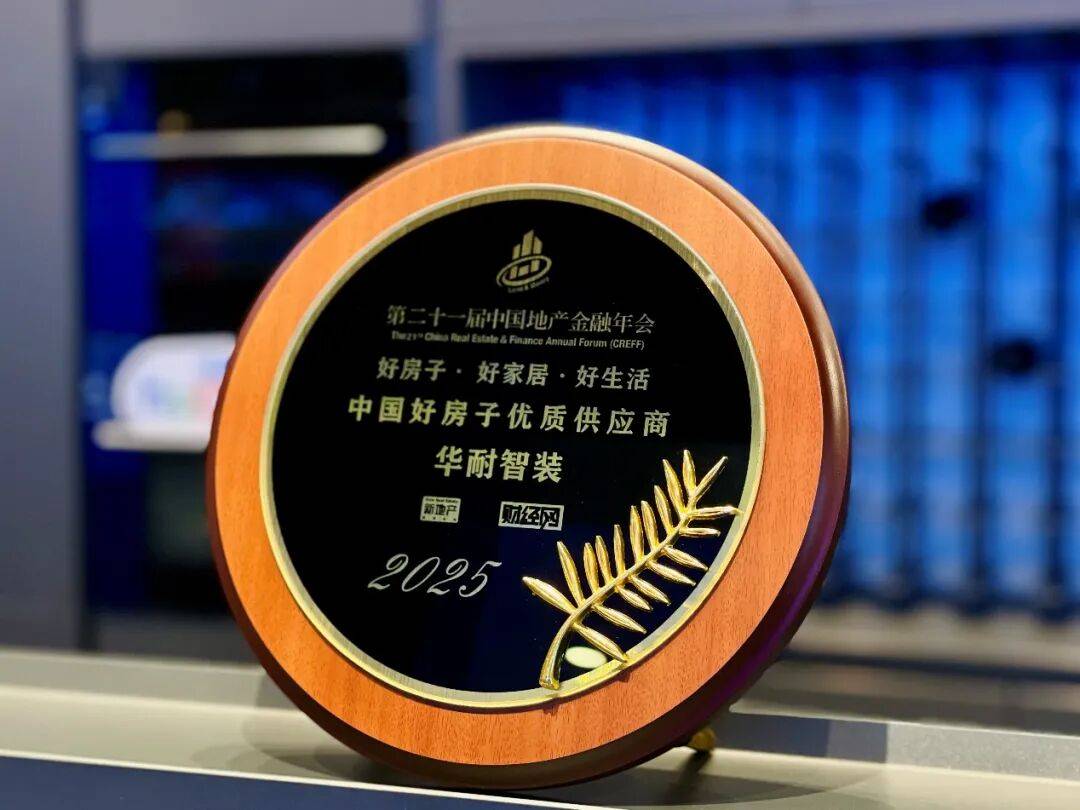 第二十一届中国地产金融年会
The 21th China Real Estate & Finance Annual Forum (CREFF)
好房子·好家居·好生活
中国好房子优质供应商
华耐智装
新地产 财经网
2025